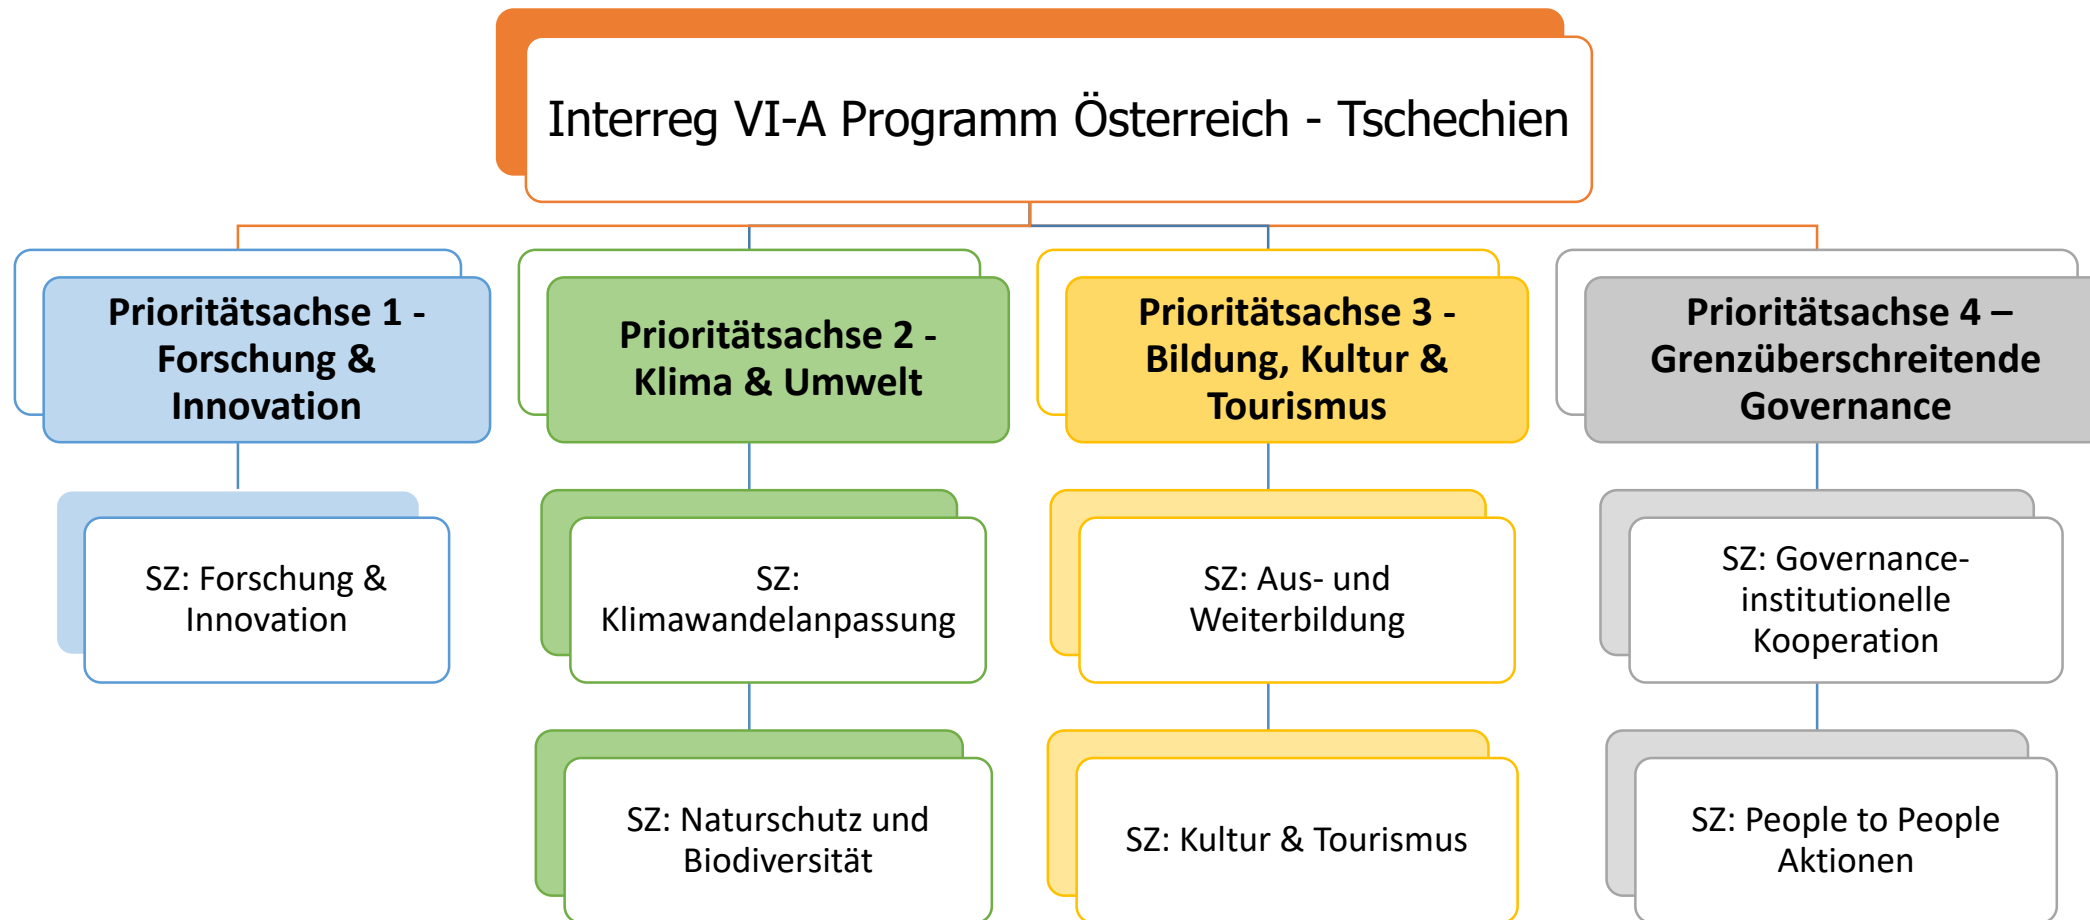 Interreg VI-A Programm Österreich - Tschechien
Prioritätsachse 1 -
Forschung &
Innovation
Prioritätsachse 2 -
Klima & Umwelt
Prioritätsachse 3 -
Bildung, Kultur &
Tourismus
Prioritätsachse 4 –
Grenzüberschreitende
Governance
SZ: Forschung &
Innovation
SZ:
Klimawandelanpassung
SZ: Aus- und
Weiterbildung
SZ: Governance-
institutionelle
Kooperation
SZ: Naturschutz und
Biodiversität
SZ: Kultur & Tourismus
SZ: People to People
Aktionen